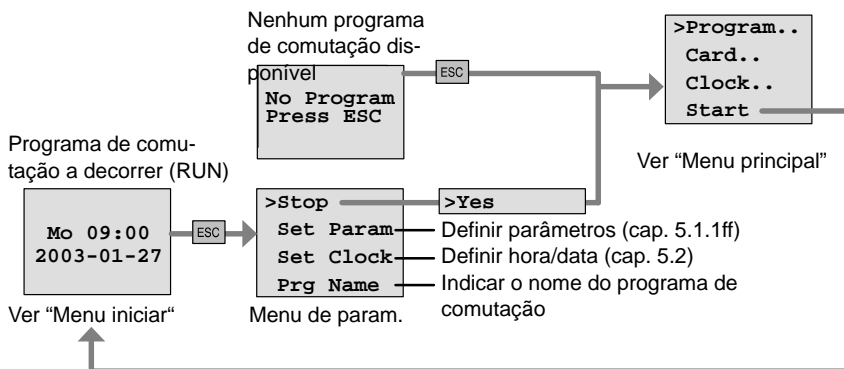 Nenhum programa
de comutação dis-
ponível
ESC
No Program
Press ESC
>Program..
Card..
Clock..
Start
Ver “Menu principal”
Programa de comu-
tação a decorrer (RUN)
Mo 09:00
2003-01-27
ESC
>Stop
Set Param
Set Clock
Prg Name
>Yes
Definir parâmetros (cap. 5.1.1ff)
Definir hora/data (cap. 5.2)
Indicar o nome do programa de
comutação
Ver “Menu iniciar“
Menu de param.